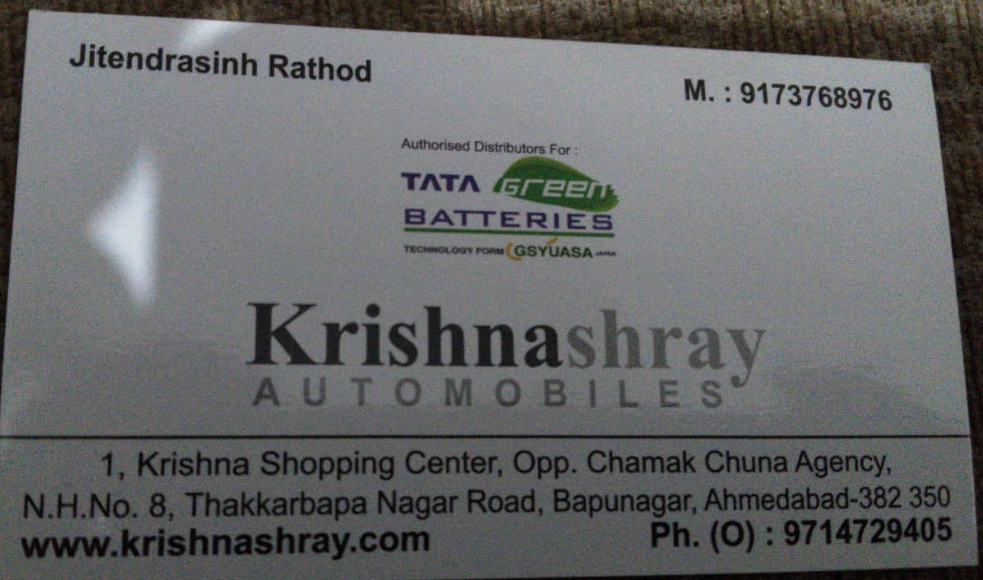 Jitendrasinh Rathod
M. : 9173768976
Authorised Distributors For :
TATA Green
BATTERIES
TECHNOLOGY FORM GSYUASA JAPAN
Krishnashray
AUTOMOBILES
1, Krishna Shopping Center, Opp. Chamak Chuna Agency,
N.H.No. 8, Thakkarbapa Nagar Road, Bapunagar, Ahmedabad-382 350
www.krishnashray.com
Ph. (O) : 9714729405